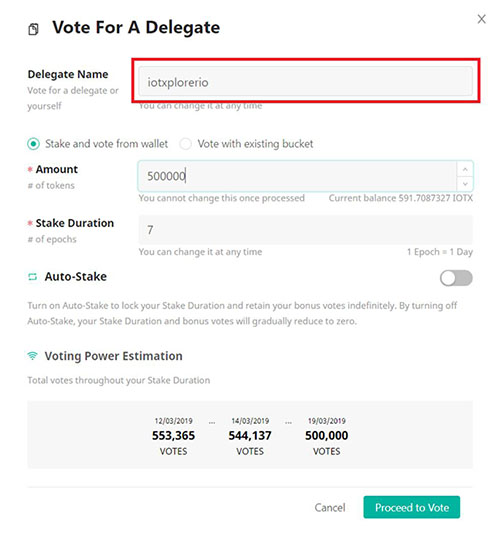 Vote For A Delegate
Delegate Name
Vote for a delegate or
yourself
iotxplorerio
You can change it at any time
Stake and vote from wallet
Vote with existing bucket
* Amount
# of tokens
500000
You cannot change this once processed
Current balance 591.7087327 IOTX
* Stake Duration
# of epochs
7
You can change it at any time
1 Epoch = 1 Day
Auto-Stake
Turn on Auto-Stake to lock your Stake Duration and retain your bonus votes indefinitely. By turning off
Auto-Stake, your Stake Duration and bonus votes will gradually reduce to zero.
Voting Power Estimation
Total votes throughout your Stake Duration
12/03/2019 ... 14/03/2019 ... 19/03/2019
553,365 544,137 500,000
VOTES VOTES VOTES
Cancel
Proceed to Vote